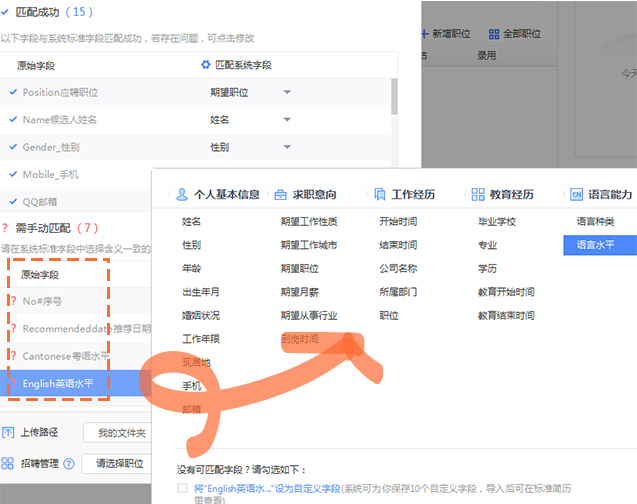 匹配成功（15）
以下字段与系统标准字段匹配成功，若存在问题，可点击修改
原始字段 匹配系统字段
Position应聘职位 期望职位
Name候选人姓名 姓名
Gender_性别 性别
Mobile_手机
QQ邮箱
? 需手动匹配（7）
请在系统标准字段中选择含义一致的
原始字段
? No#序号
? Recommendeddate推荐日期
? Cantonese粤语水平
? English英语水平
上传路径 我的文件夹
招聘管理 ? 请选择职位
新增职位 全部职位
录用
今天
个人基本信息 求职意向 工作经历 教育经历 EN 语言能力
姓名 期望工作性质 开始时间 毕业学校 语言种类
性别 期望工作城市 结束时间 专业 语言水平
年龄 期望职位 公司名称 学历
出生年月 期望月薪 所属部门 教育开始时间
婚姻状况 期望从事行业 职位 教育结束时间
工作年限 到岗时间
现居地
手机
邮箱
没有可匹配字段？请勾选如下：
将"English英语水..."设为自定义字段(系统可为你保存10个自定义字段，导入后可在标准简历
里查看)